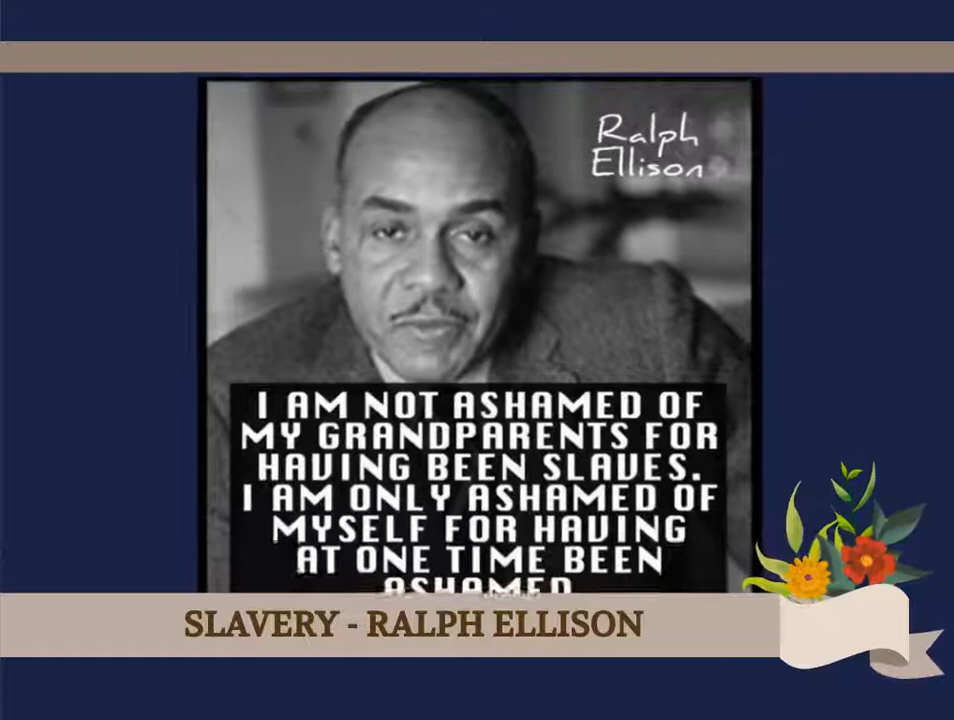 Ralph
Ellison
I AM NOT ASHAMED OF
MY GRANDPARENTS FOR
HAVING BEEN SLAVES.
I AM ONLY ASHAMED OF
MYSELF FOR HAVING
AT ONE TIME BEEN
ASHAMED
SLAVERY - RALPH ELLISON